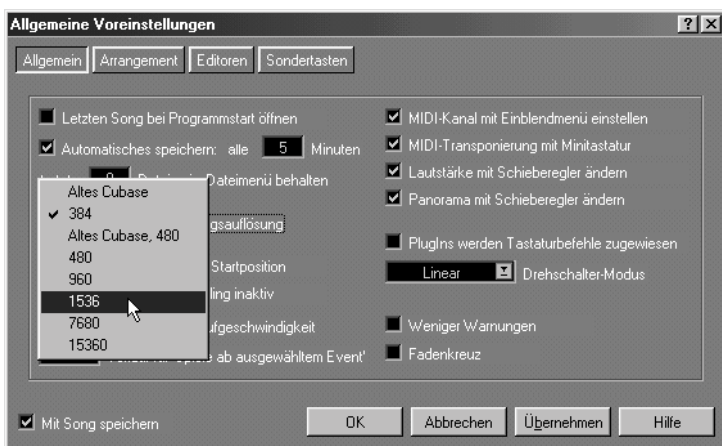 Allgemeine Voreinstellungen
Allgemein Arrangement Editoren Sondertasten
Letzten Song bei Programmstart öffnen
MIDI-Kanal mit Einblendmenü einstellen
Automatisches speichern: alle 5 Minuten
MIDI-Transponierung mit Minitastatur
Dateimenü behalten
Lautstärke mit Schieberegler ändern
Altes Cubase
Panorama mit Schieberegler ändern
384
gsauflösung
Altes Cubase, 480
PlugIns werden Tastaturbefehle zugewiesen
480
Startposition
Linear Drehschalter-Modus
960
1536
ling inaktiv
7680
ufgeschwindigkeit
Weniger Warnungen
15360
ab ausgewähltem Event'
Fadenkreuz
Mit Song speichern
OK Abbrechen Übernehmen Hilfe